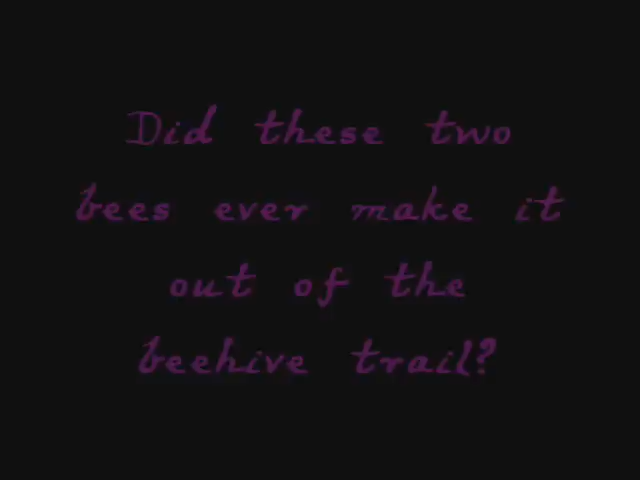 Did these two
bees ever make it
out of the
beehive trail?